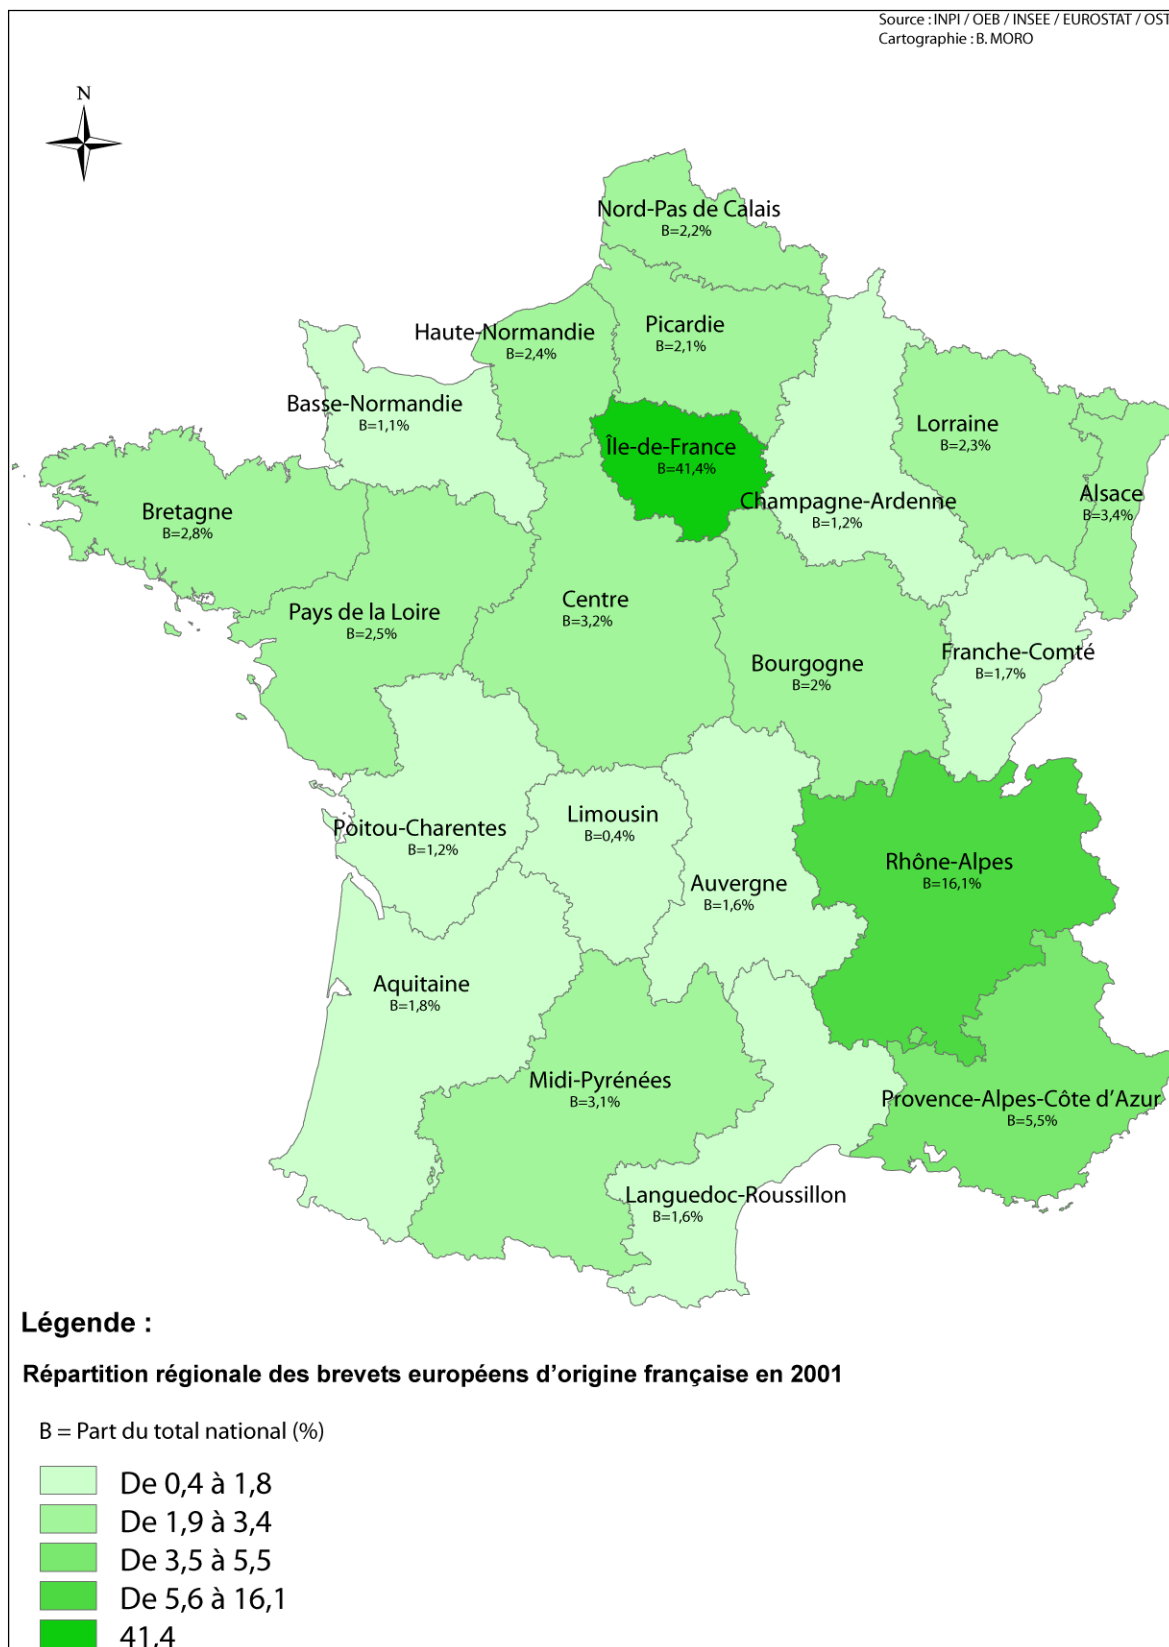 Source : INPI / OEB / INSEE / EUROSTAT / OST
Cartographie : B. MORO
N
Nord-Pas de Calais
B=2,2%
Haute-Normandie
B=2,4%
Picardie
B=2,1%
Basse-Normandie
B=1,1%
Île-de-France
B=41,4%
Lorraine
B=2,3%
Champagne-Ardenne
B=1,2%
Alsace
B=3,4%
Bretagne
B=2,8%
Pays de la Loire
B=2,5%
Centre
B=3,2%
Bourgogne
B=2%
Franche-Comté
B=1,7%
Poitou-Charentes
B=1,2%
Limousin
B=0,4%
Auvergne
B=1,6%
Rhône-Alpes
B=16,1%
Aquitaine
B=1,8%
Midi-Pyrénées
B=3,1%
Provence-Alpes-Côte d’Azur
B=5,5%
Languedoc-Roussillon
B=1,6%
Légende :
Répartition régionale des brevets européens d’origine française en 2001
B = Part du total national (%)
De 0,4 à 1,8
De 1,9 à 3,4
De 3,5 à 5,5
De 5,6 à 16,1
41,4